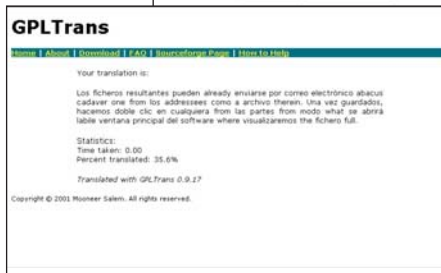 GPLTrans
Home | About | Download | FAQ | Sourceforge Page | How to Help
Your translation is:
Los ficheros resultantes pueden already enviarse por correo electrónico abacus
cadaver one from los addressees como a archivo therein. Una vez guardados,
hacemos doble clic en cualquiera from las partes from modo what se abrirá
labile ventana principal del software where visualizaremos the fichero full.
Statistics:
Time taken: 0.00
Percent translated: 35.6%
Translated with GPLTrans 0.9.17
Copyright © 2001 Mooneer Salem. All rights reserved.